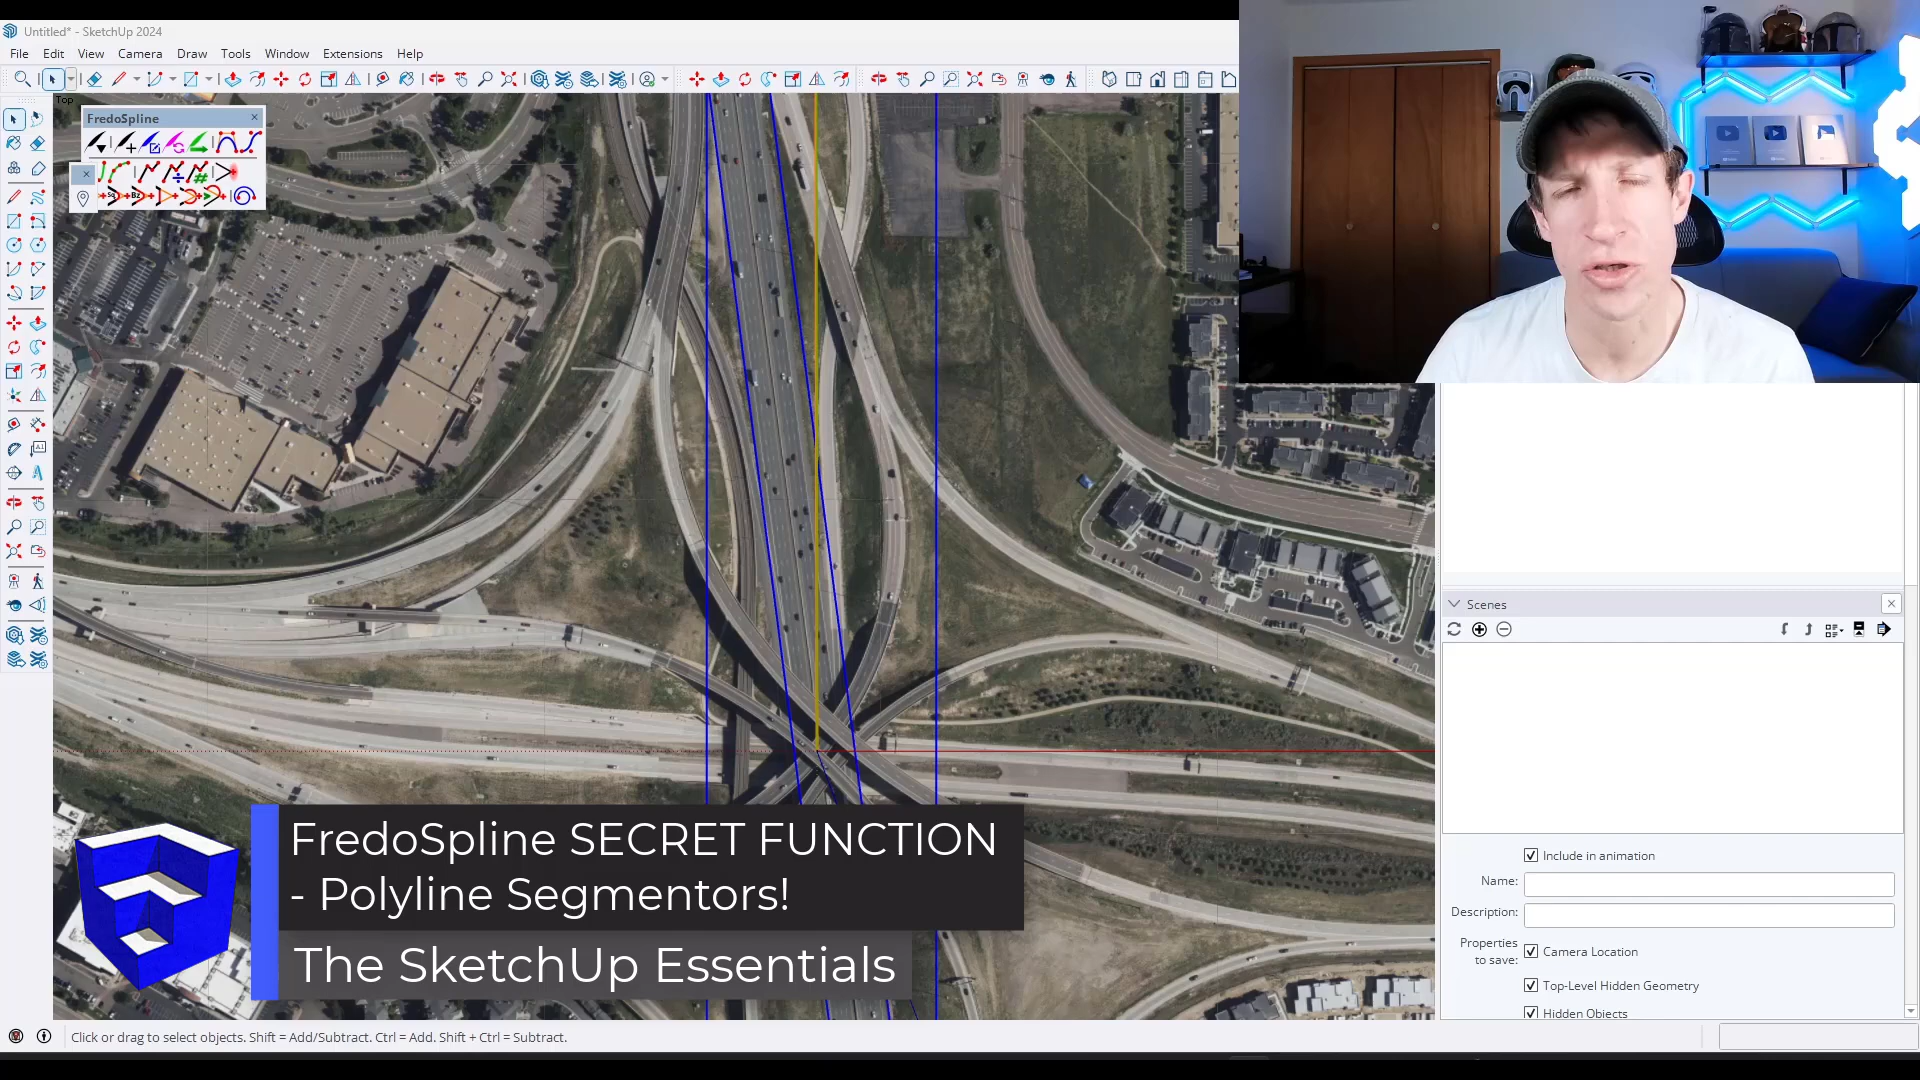 Untitled* - SketchUp 2024
File Edit View Camera Draw Tools Window Extensions Help
Top
FredoSpline
Scenes
Include in animation
Name:
Description:
Properties
to save:
Camera Location
Top-Level Hidden Geometry
Hidden Objects
FredoSpline SECRET FUNCTION
- Polyline Segmentors!
The SketchUp Essentials
Click or drag to select objects. Shift = Add/Subtract. Ctrl = Add. Shift + Ctrl = Subtract.